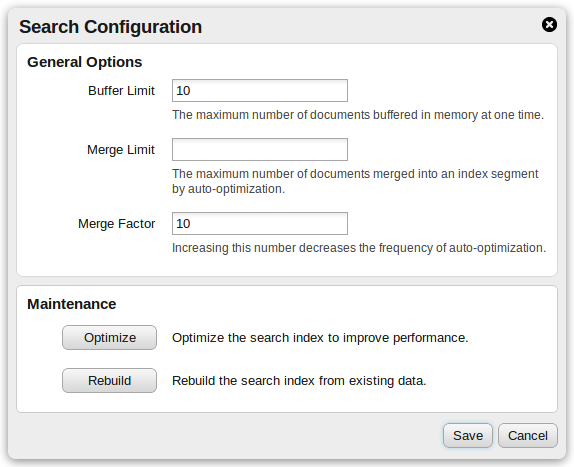 Search Configuration
General Options
Buffer Limit 10
The maximum number of documents buffered in memory at one time.
Merge Limit
The maximum number of documents merged into an index segment
by auto-optimization.
Merge Factor 10
Increasing this number decreases the frequency of auto-optimization.
Maintenance
Optimize Optimize the search index to improve performance.
Rebuild Rebuild the search index from existing data.
Save Cancel